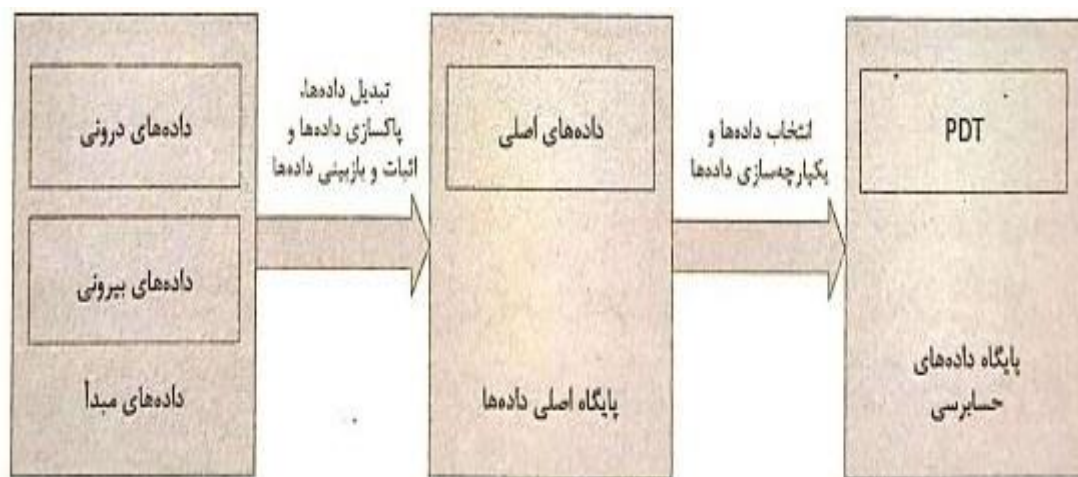 داده‌های درونی
داده‌های بیرونی
داده‌های مبدأ
تبدیل داده‌ها،
پاکسازی داده‌ها و
اثبات و بازبینی داده‌ها
داده‌های اصلی
پایگاه اصلی داده‌ها
انتخاب داده‌ها و
یکپارچه‌سازی داده‌ها
PDT
پایگاه داده‌های
حسابرسی